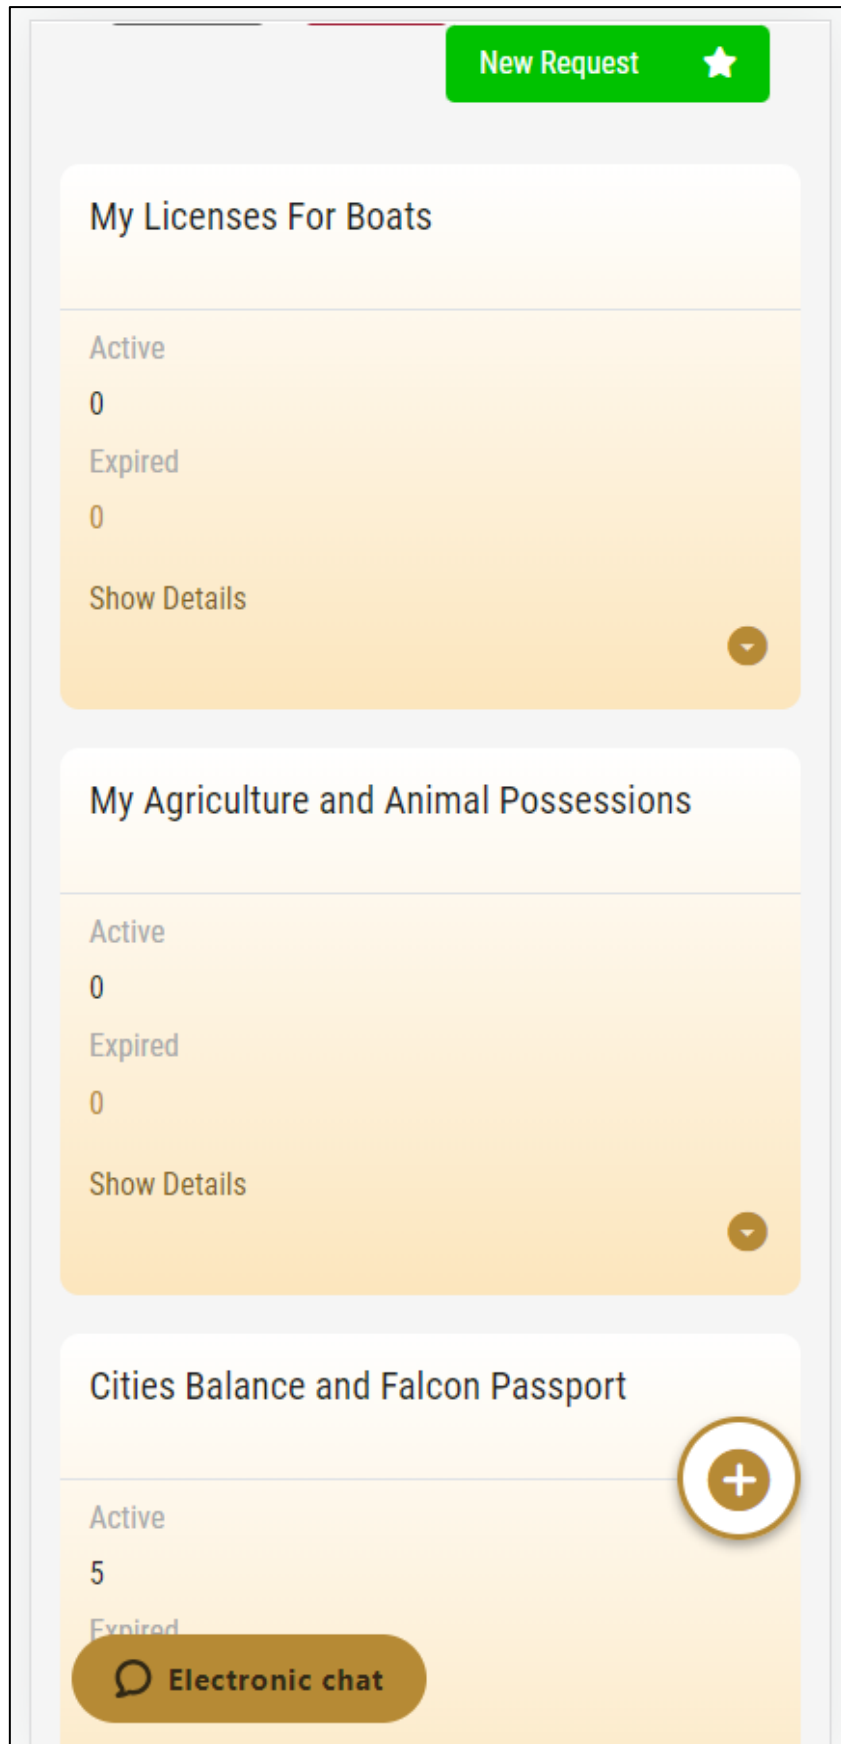 New Request
My Licenses For Boats
Active
0
Expired
0
Show Details
My Agriculture and Animal Possessions
Active
0
Expired
0
Show Details
Cities Balance and Falcon Passport
Active
5
Expired
Electronic chat